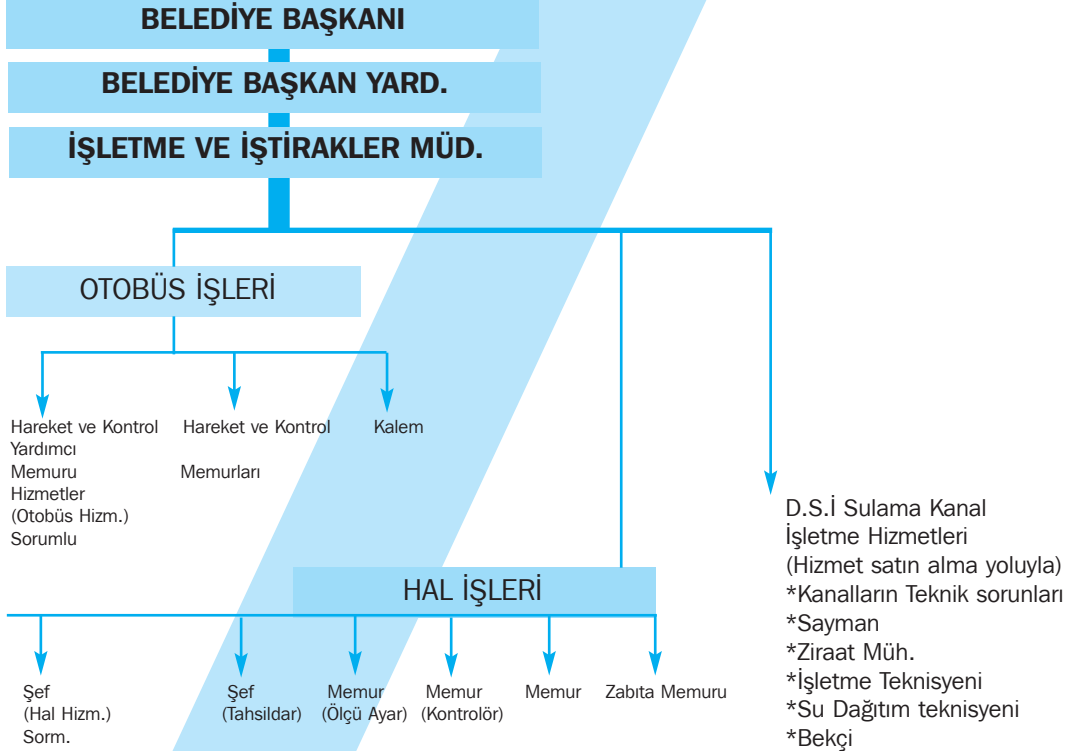 BELEDİYE BAŞKANI
BELEDİYE BAŞKAN YARD.
İŞLETME VE İŞTİRAKLER MÜD.
OTOBÜS İŞLERİ
Hareket ve Kontrol
Yardımcı
Memuru
Hizmetler
(Otobüs Hizm.)
Sorumlu
Hareket ve Kontrol
Memurları
Kalem
HAL İŞLERİ
Şef
(Hal Hizm.)
Sorm.
Şef
(Tahsildar)
Memur
(Ölçü Ayar)
Memur
(Kontrolör)
Memur
Zabıta Memuru
D.S.İ Sulama Kanal
İşletme Hizmetleri
(Hizmet satın alma yoluyla)
*Kanalların Teknik sorunları
*Sayman
*Ziraat Müh.
*İşletme Teknisyeni
*Su Dağıtım teknisyeni
*Bekçi